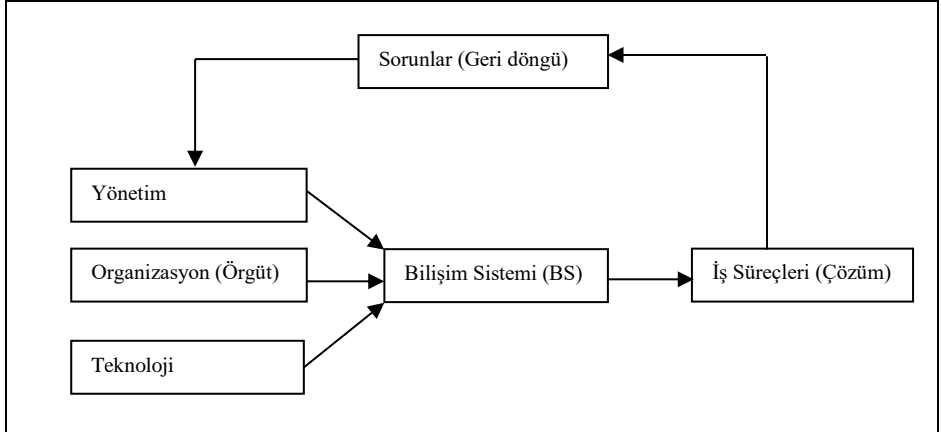 Sorunlar (Geri döngü)
Yönetim
Organizasyon (Örgüt)
Bilişim Sistemi (BS)
İş Süreçleri (Çözüm)
Teknoloji